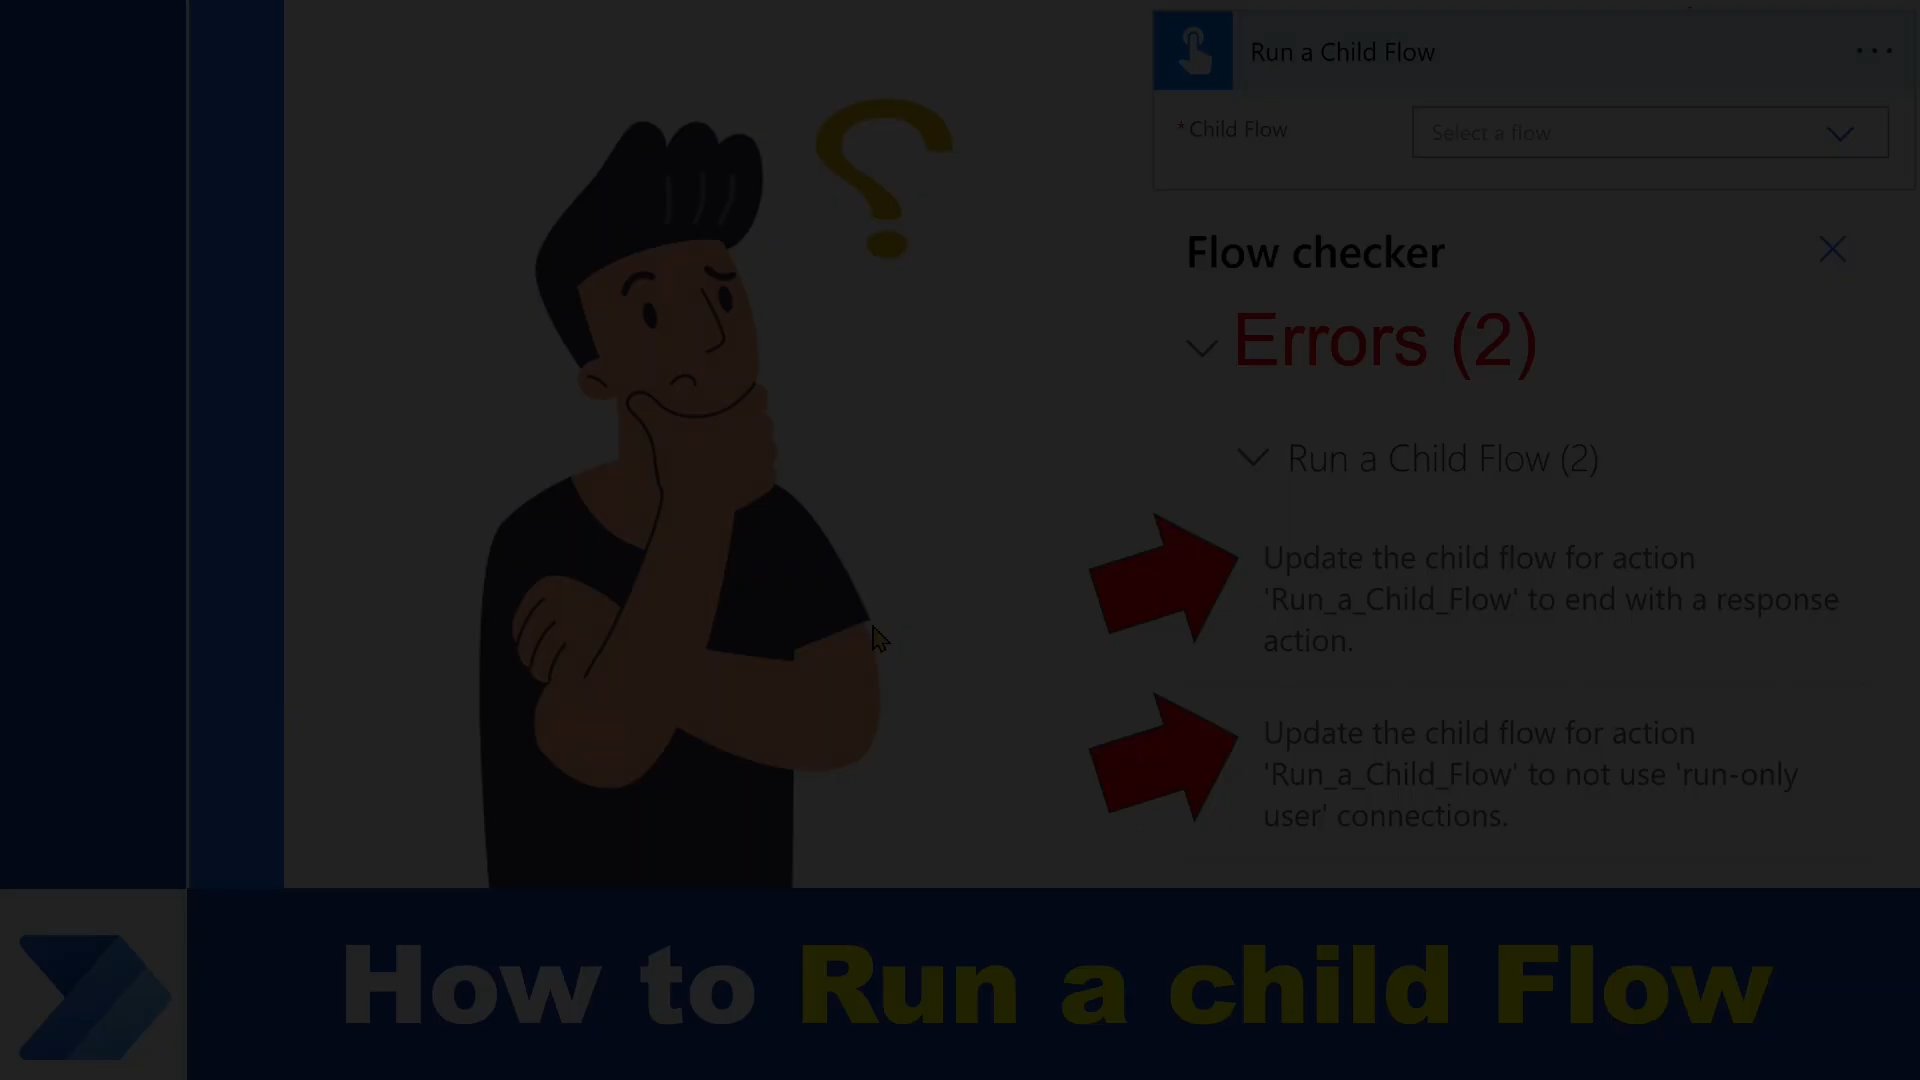 Run a Child Flow
* Child Flow
Select a flow
Flow checker
Errors (2)
Run a Child Flow (2)
Update the child flow for action
'Run_a_Child_Flow' to end with a response
action.
Update the child flow for action
'Run_a_Child_Flow' to not use 'run-only
user' connections.
How to Run a child Flow